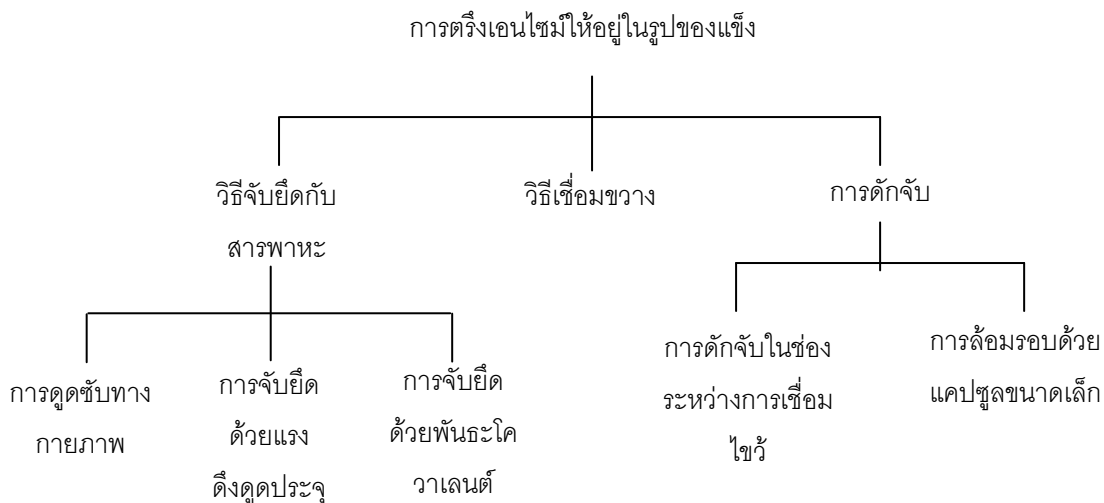 การตรึงเอนไซม์ให้อยู่ในรูปของแข็ง
วิธีจับยึดกับ
สารพาหะ
วิธีเชื่อมขวาง
การดักจับ
การดูดซับทาง
กายภาพ
การจับยึด
ด้วยแรง
ดึงดูดประจุ
การจับยึด
ด้วยพันธะโค
วาเลนต์
การดักจับในช่อง
ระหว่างการเชื่อม
ไขว้
การล้อมรอบด้วย
แคปซูลขนาดเล็ก